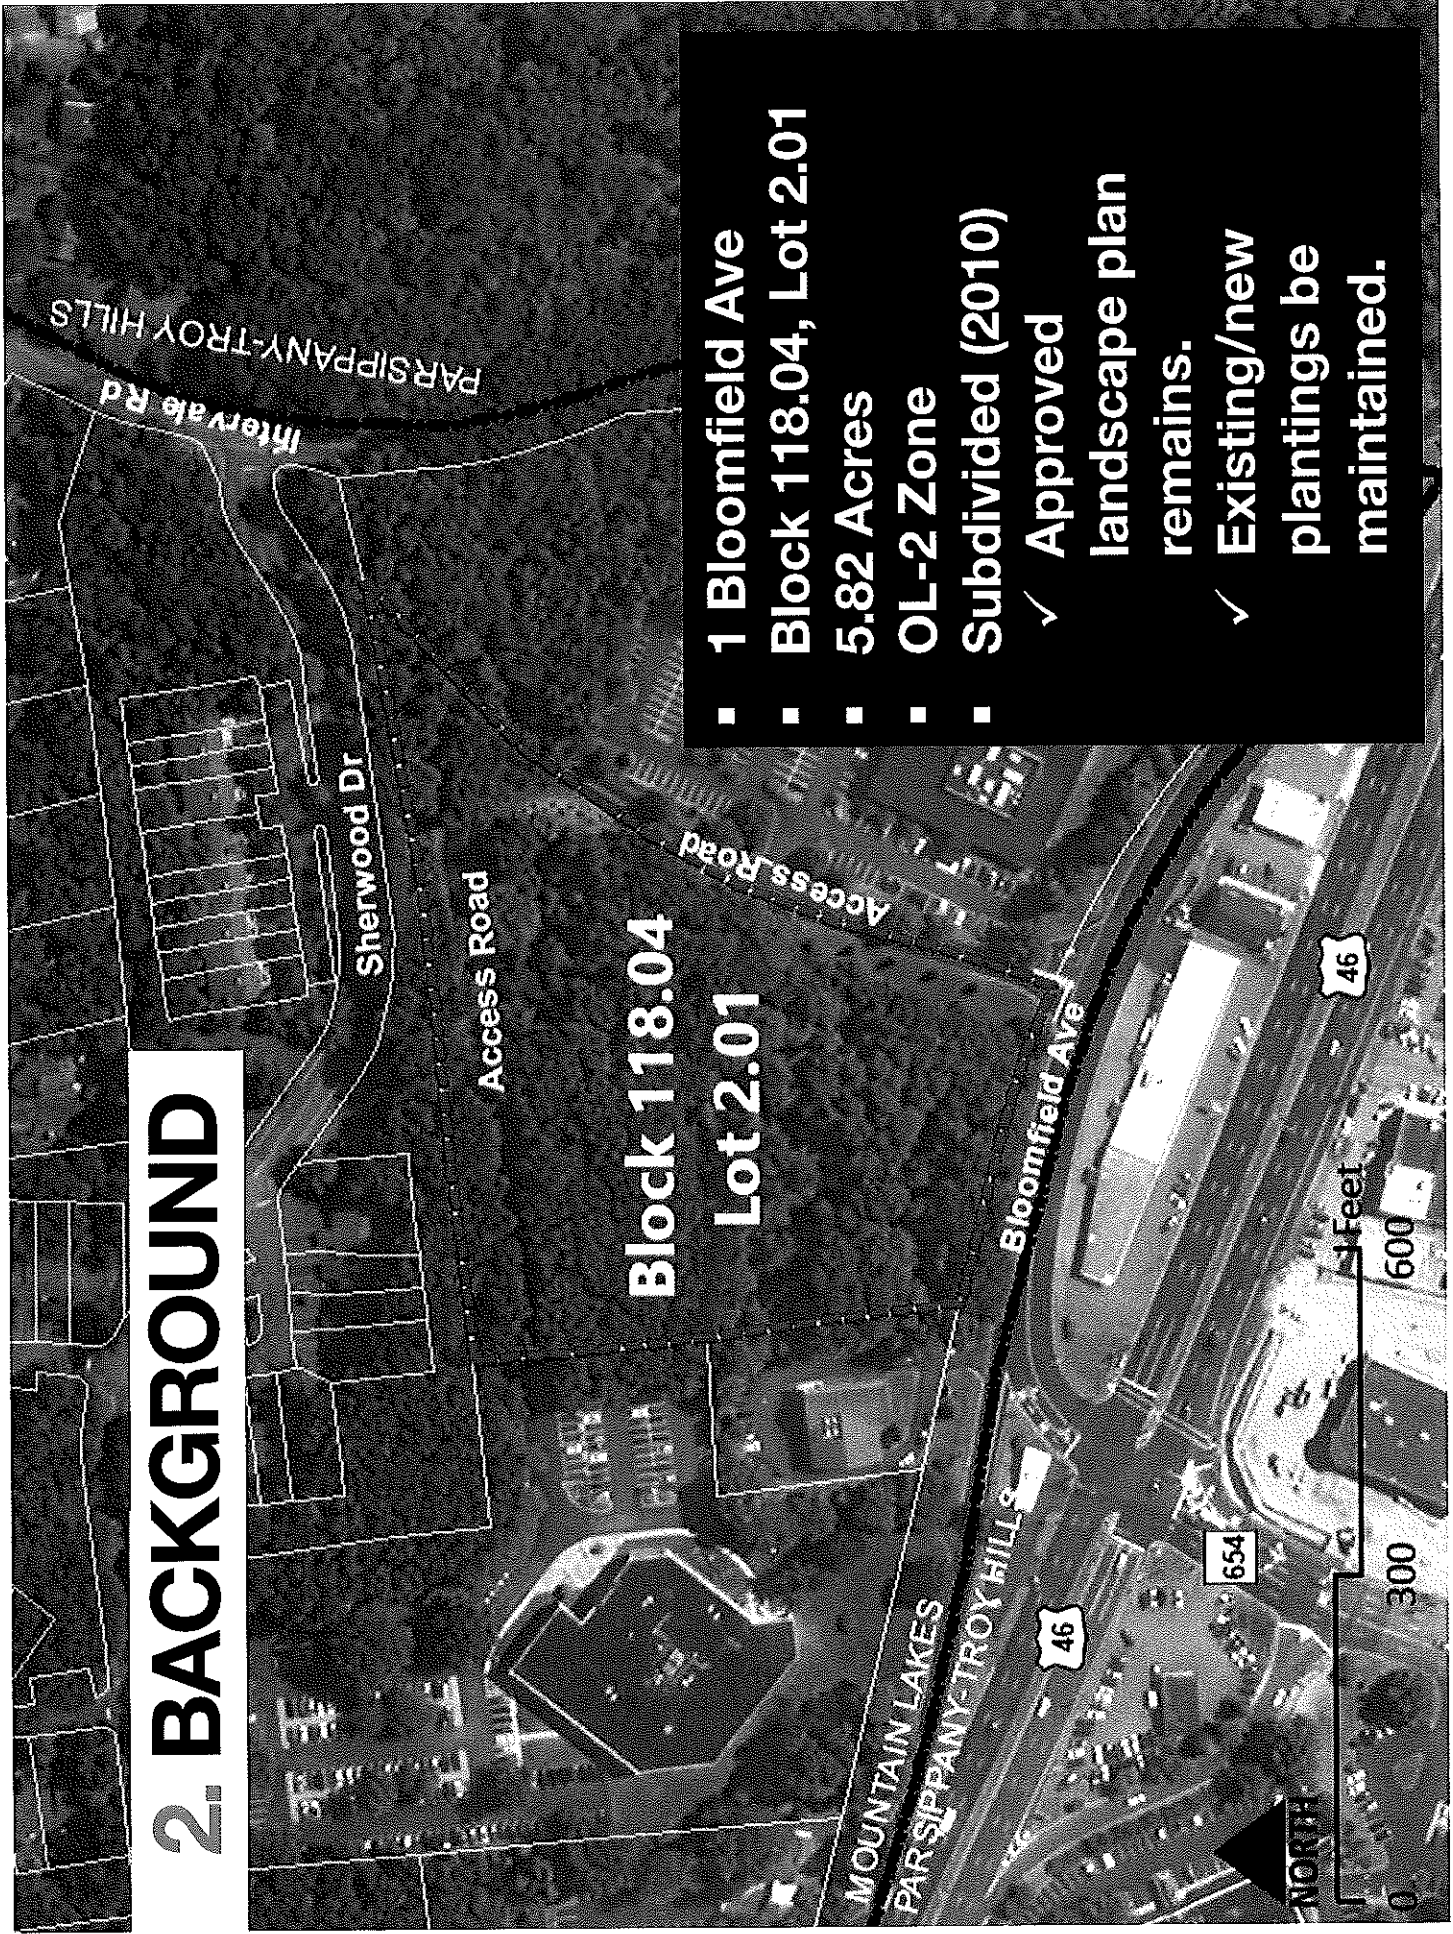 2. BACKGROUND
Intervale Rd
PARSIPPANY-TROY HILLS
Sherwood Dr
Access Road
Block 118.04
Lot 2.01
Access Road
Bloomfield Ave
MOUNTAIN LAKES
PARSIPPANY-TROY HILLS
46
654
46
NORTH
0 300 600
Feet
▪ 1 Bloomfield Ave
▪ Block 118.04, Lot 2.01
▪ 5.82 Acres
▪ OL-2 Zone
▪ Subdivided (2010)
✓ Approved
landscape plan
remains.
✓ Existing/new
plantings be
maintained.